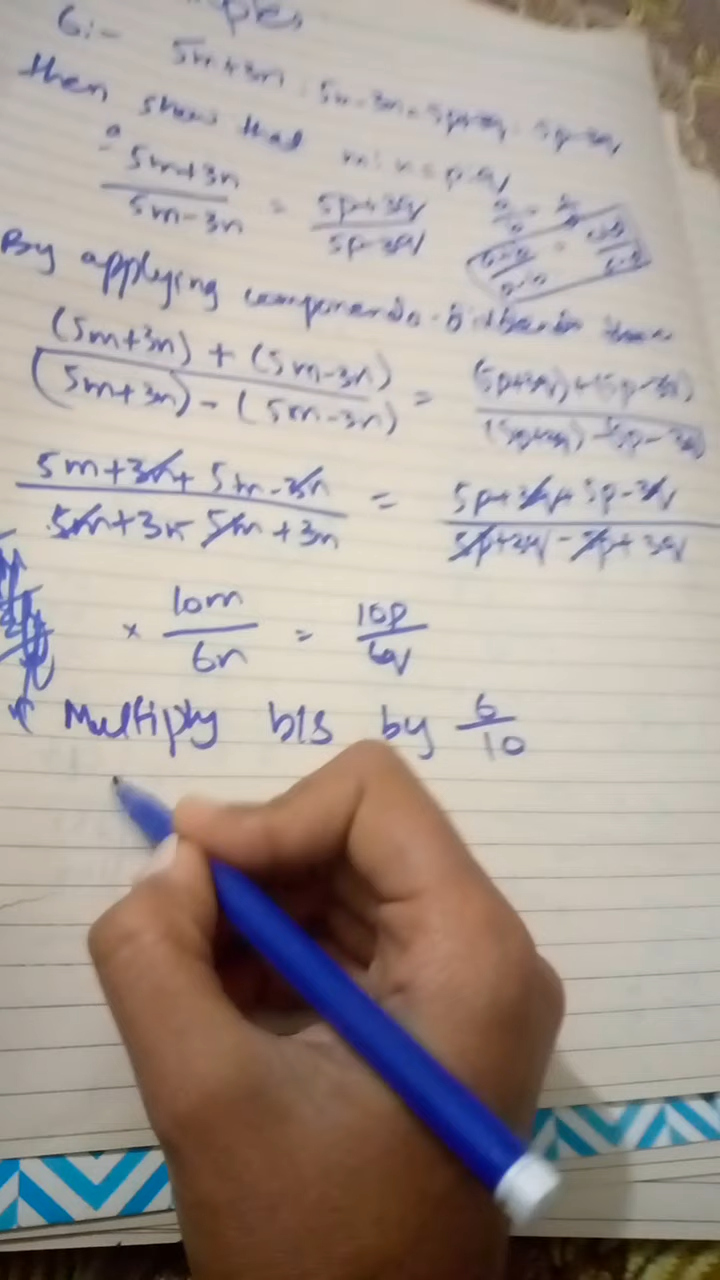 6:- 5m+3n : 5m-3n = 5p+3q : 5p-3q
then show that m:n = p:q
5m+3n / 5m-3n = 5p+3q / 5p-3q
By applying componendo-
(5m+3n) + (5m-3n) / (5m+3n) - (5m-3n) = (5p+3q)+(5p-3q) / (5p+3q)-(5p-3q)
5m+3n+5m-3n / 5m+3n-5m+3n = 5p+3q+5p-3q / 5p+3q-5p+3q
× 10m / 6n = 10p / 6q
Multiply b/s by 6 / 10